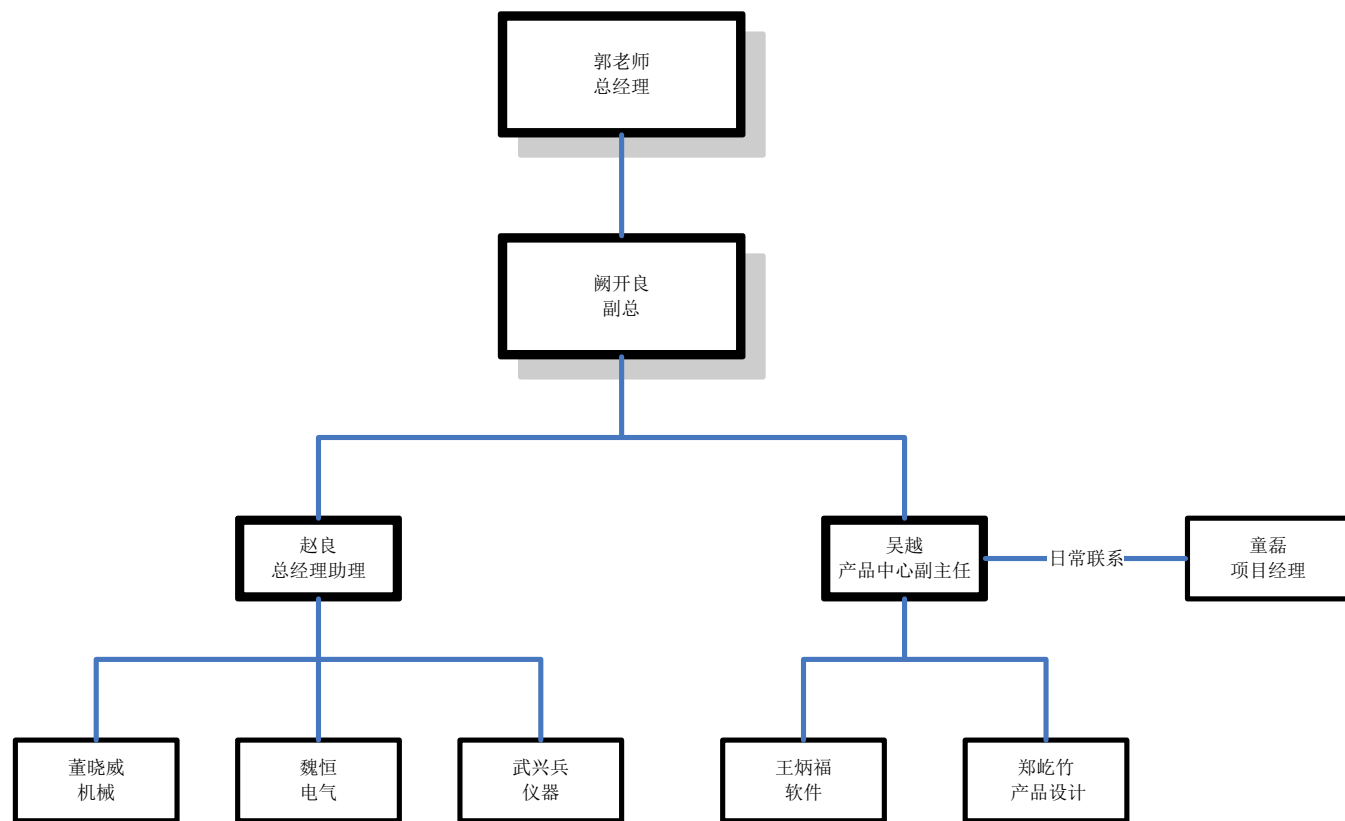 郭老师
总经理
阙开良
副总
赵良
总经理助理
吴越
产品中心副主任
日常联系
童磊
项目经理
董晓威
机械
魏恒
电气
武兴兵
仪器
王炳福
软件
郑屹竹
产品设计